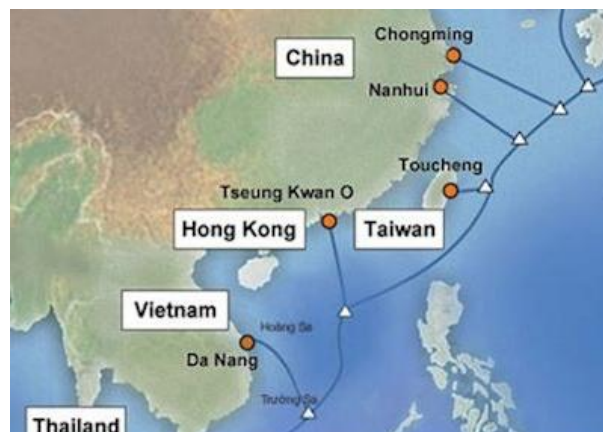 Chongming
China
Nanhui
Toucheng
Tseung Kwan O
Hong Kong
Taiwan
Vietnam
Hoàng Sa
Da Nang
Trường Sa
Thailand